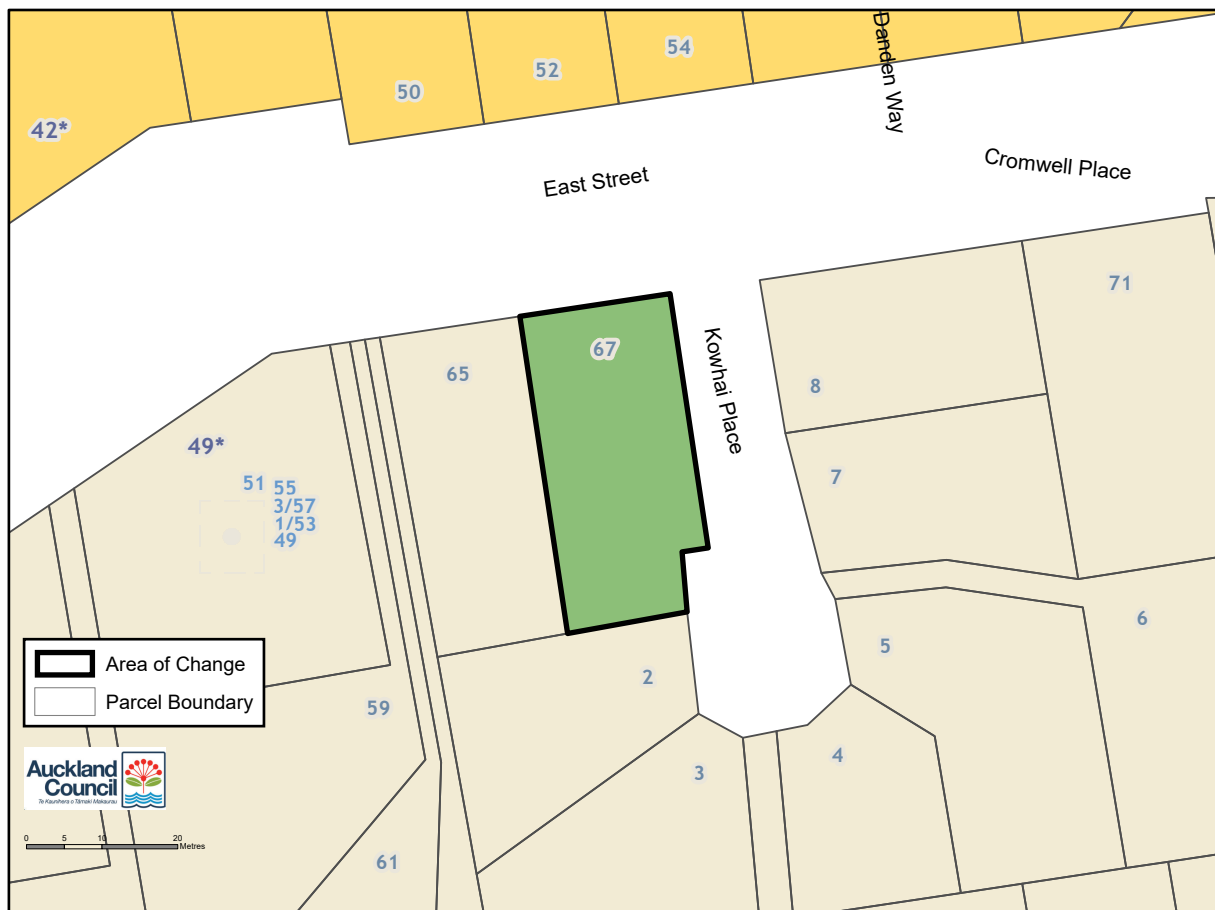 54
52
50
42*
Danden Way
Cromwell Place
East Street
71
67
65
Kowhai Place
8
49*
7
51
55
3/57
1/53
49
6
5
2
59
4
3
61
Area of Change
Parcel Boundary
Auckland
Council
Te Kaunihera o Tāmaki Makaurau
0 5 10 20
Metres